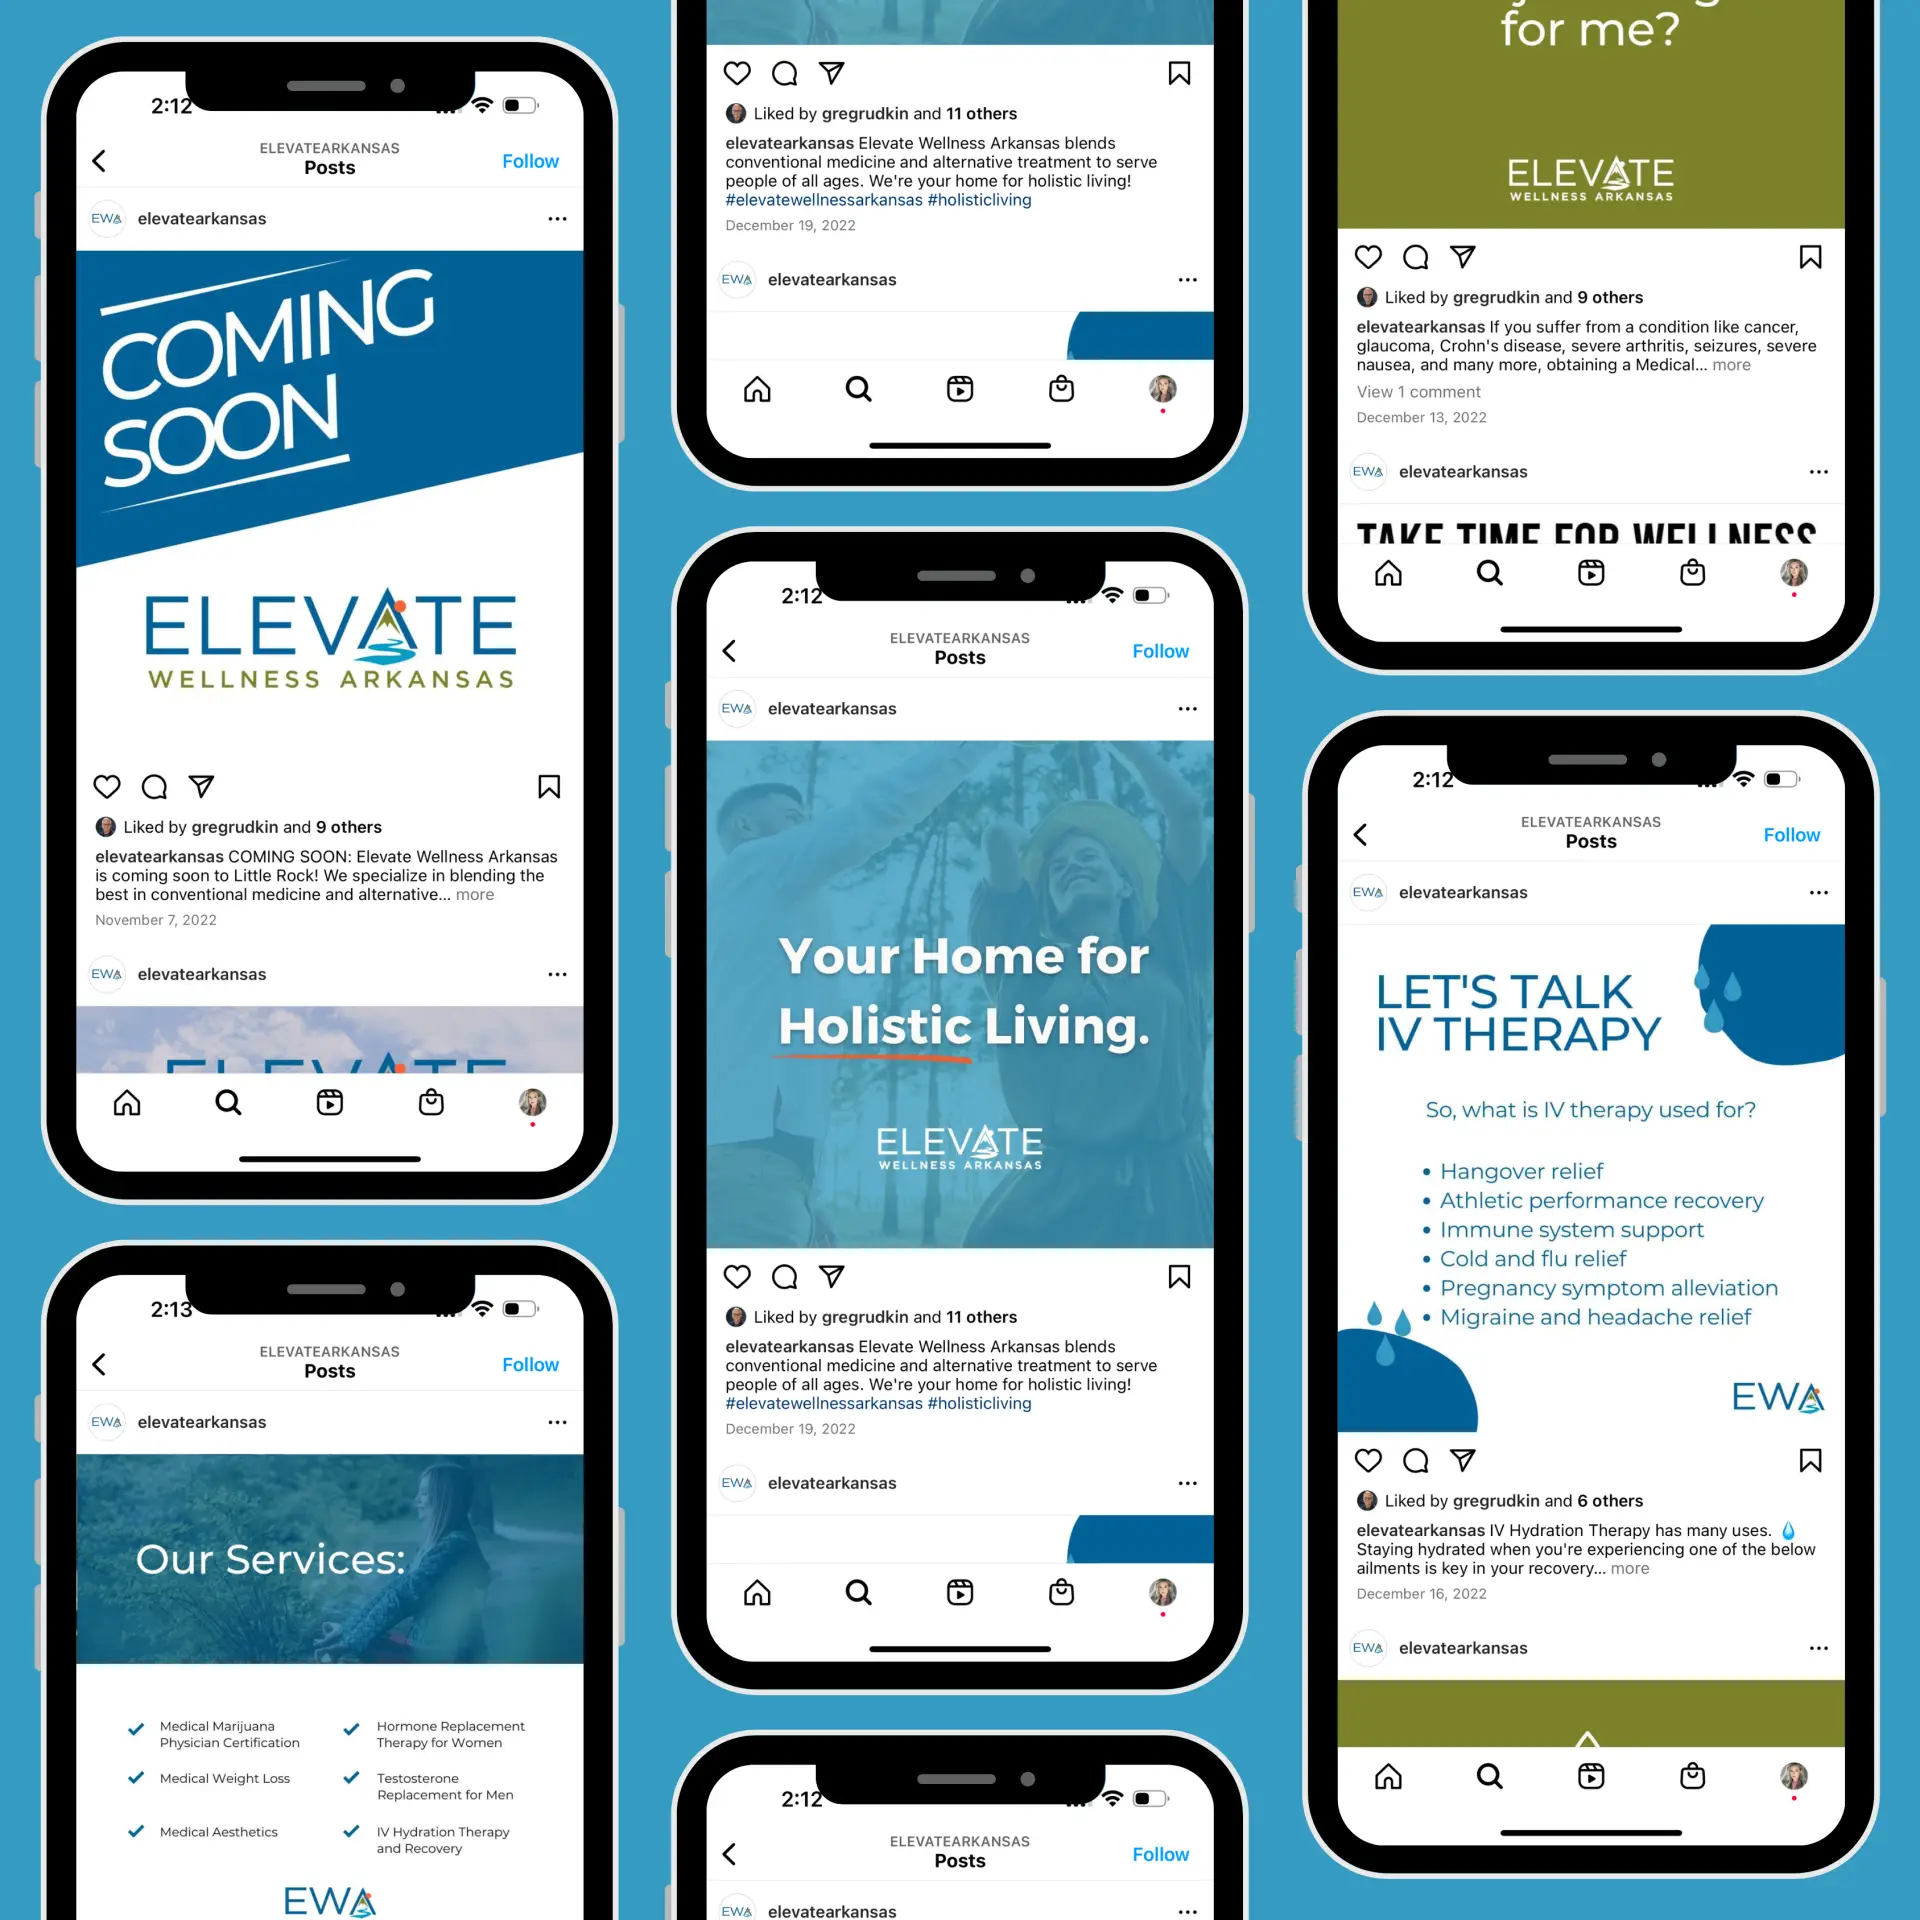 2:12
ELEVATEARKANSAS
Posts
Follow
EWA
elevatearkansas
COMING
SOON
ELEVATE
WELLNESS ARKANSAS
Liked by gregrudkin and 9 others
elevatearkansas COMING SOON: Elevate Wellness Arkansas
is coming soon to Little Rock! We specialize in blending the
best in conventional medicine and alternative... more
November 7, 2022
EWA
elevatearkansas
ELEVATE
2:13
ELEVATEARKANSAS
Posts
Follow
EWA
elevatearkansas
Our Services:
Medical Marijuana
Physician Certification
Medical Weight Loss
Medical Aesthetics
Hormone Replacement
Therapy for Women
Testosterone
Replacement for Men
IV Hydration Therapy
and Recovery
EWA
Liked by gregrudkin and 11 others
elevatearkansas Elevate Wellness Arkansas blends
conventional medicine and alternative treatment to serve
people of all ages. We're your home for holistic living!
#elevatewellnessarkansas #holisticliving
December 19, 2022
EWA
elevatearkansas
2:12
ELEVATEARKANSAS
Posts
Follow
EWA
elevatearkansas
Your Home for
Holistic Living.
ELEVATE
WELLNESS ARKANSAS
Liked by gregrudkin and 11 others
elevatearkansas Elevate Wellness Arkansas blends
conventional medicine and alternative treatment to serve
people of all ages. We're your home for holistic living!
#elevatewellnessarkansas #holisticliving
December 19, 2022
EWA
elevatearkansas
2:12
ELEVATEARKANSAS
Posts
Follow
EWA
elevatearkansas
for me?
ELEVATE
WELLNESS ARKANSAS
Liked by gregrudkin and 9 others
elevatearkansas If you suffer from a condition like cancer,
glaucoma, Crohn's disease, severe arthritis, seizures, severe
nausea, and many more, obtaining a Medical... more
View 1 comment
December 13, 2022
EWA
elevatearkansas
TAKE TIME FOR WELLNESS
2:12
ELEVATEARKANSAS
Posts
Follow
EWA
elevatearkansas
LET'S TALK
IV THERAPY
So, what is IV therapy used for?
• Hangover relief
• Athletic performance recovery
• Immune system support
• Cold and flu relief
• Pregnancy symptom alleviation
• Migraine and headache relief
EWA
Liked by gregrudkin and 6 others
elevatearkansas IV Hydration Therapy has many uses. 💧
Staying hydrated when you're experiencing one of the below
ailments is key in your recovery... more
December 16, 2022
EWA
elevatearkansas